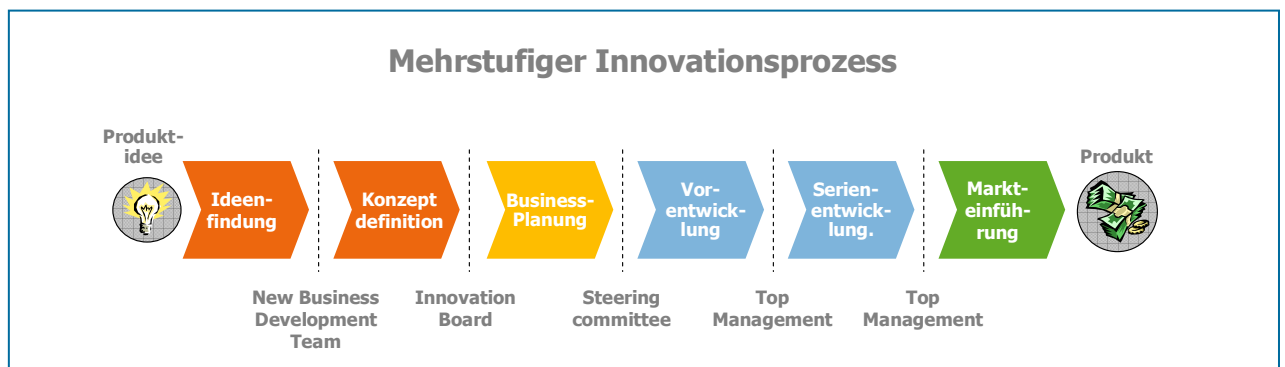 Mehrstufiger Innovationsprozess
Produkt-
idee
Ideen-
findung
Konzept
definition
Business-
Planung
Vor-
entwick-
lung
Serien-
entwick-
lung.
Markt-
einfüh-
rung
Produkt
New Business
Development
Team
Innovation
Board
Steering
committee
Top
Management
Top
Management